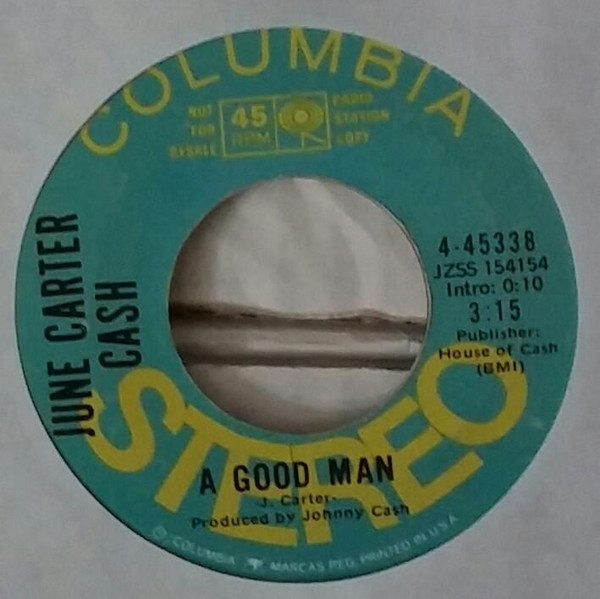 COLUMBIA
NOT
FOR
RESALE
45
RPM
RADIO
STATION
COPY
JUNE CARTER
CASH
4-45338
JZSS 154154
Intro: 0:10
3:15
Publisher:
House of Cash
(BMI)
STEREO
A GOOD MAN
-J. Carter-
Produced by Johnny Cash
© "COLUMBIA, MARCAS REG. PRINTED IN U.S.A.